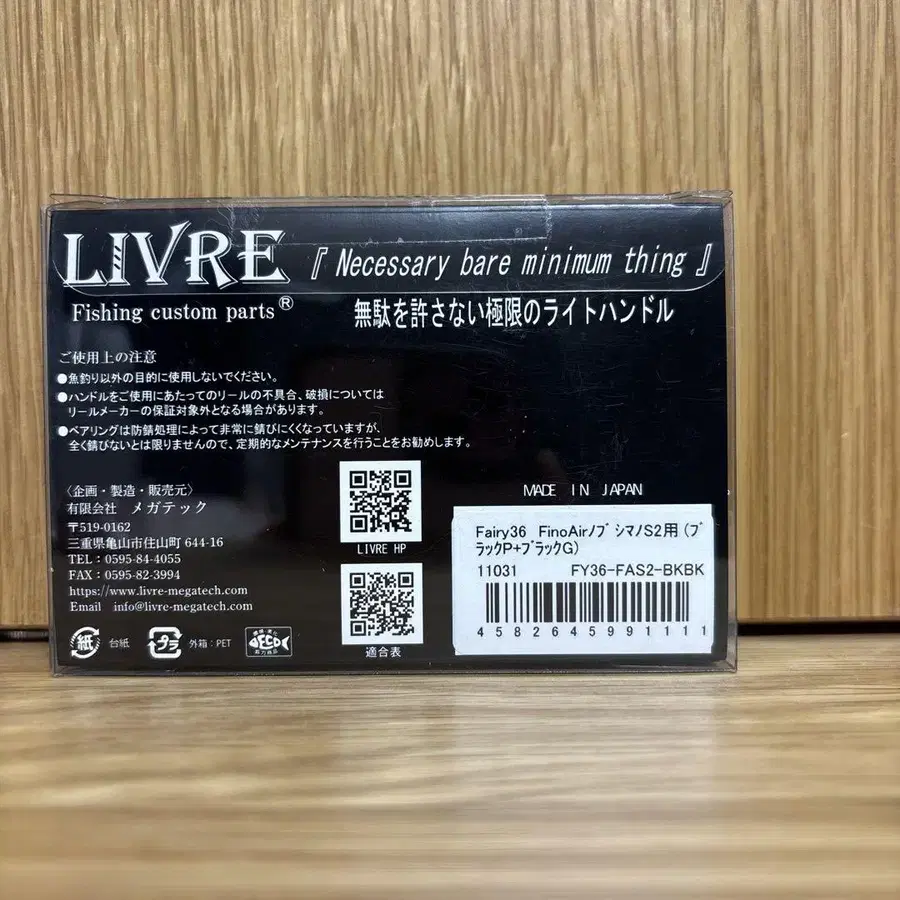 LIVRE
Fishing custom parts®
『 Necessary bare minimum thing 』
無駄を許さない極限のライトハンドル
ご使用上の注意
●魚釣り以外の目的に使用しないでください。
●ハンドルをご使用にあたってのリールの不具合、破損については
リールメーカーの保証対象外となる場合があります。
●ベアリングは防錆処理によって非常に錆びにくくなっていますが、
全く錆びないとは限りませんので、定期的なメンテナンスを行うことをお勧めします。
〈企画・製造・販売元〉
有限会社 メガテック
〒519-0162
三重県亀山市住山町 644-16
TEL：0595-84-4055
FAX：0595-82-3994
https://www.livre-megatech.com/
Email info@livre-megatech.com
紙 台紙
プラ 外箱：PET
ECO
LIVRE HP
適合表
MADE IN JAPAN
Fairy36 FinoAirﾉﾌﾞ ｼﾏﾉS2用 (ﾌﾞ
ﾗｯｸP+ﾌﾞﾗｯｸG)
11031 FY36-FAS2-BKBK
4582645991111